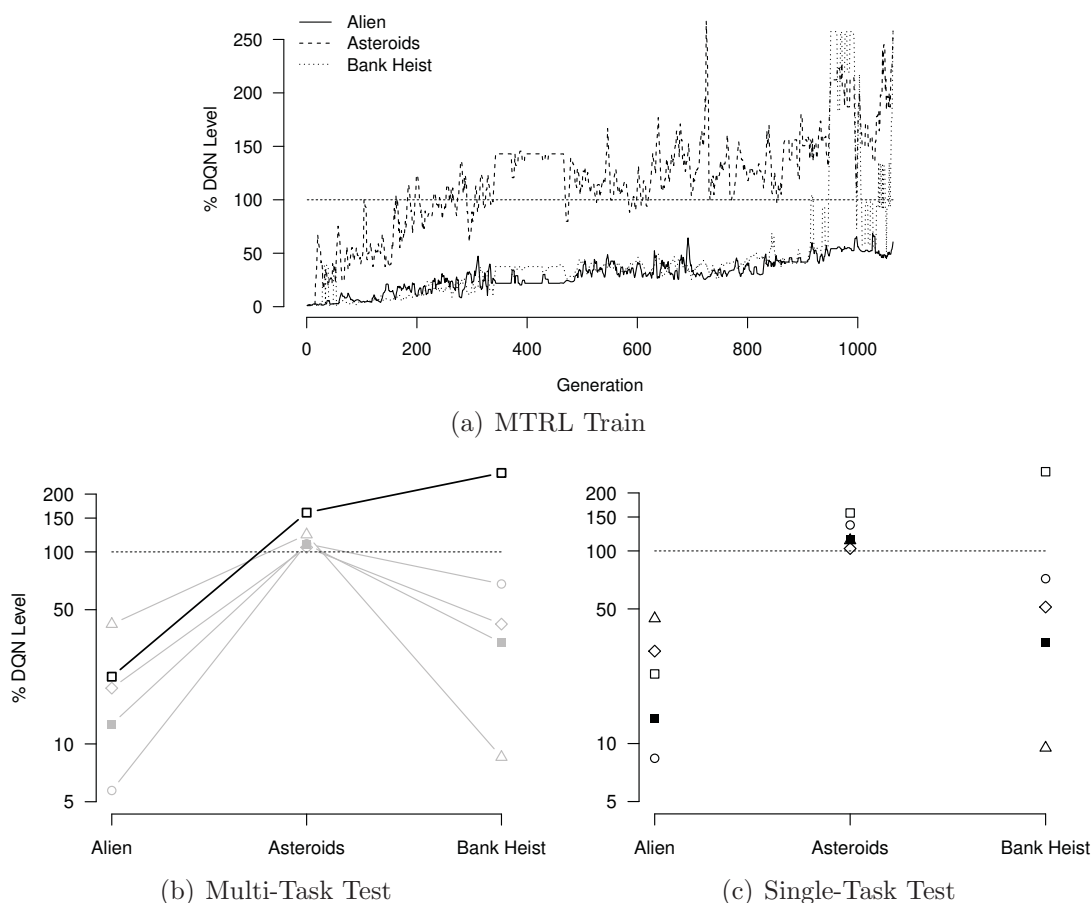 Alien
Asteroids
Bank Heist
% DQN Level
250
200
150
100
50
0
0 200 400 600 800 1000
Generation
(a) MTRL Train
% DQN Level
200
150
100
50
10
5
Alien Asteroids Bank Heist
(b) Multi-Task Test
200
150
100
50
10
5
Alien Asteroids Bank Heist
(c) Single-Task Test